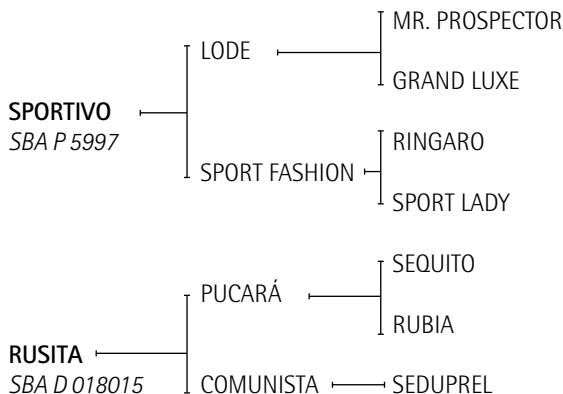 MR. PROSPECTOR
LODE
GRAND LUXE
SPORTIVO
SBA P 5997
RINGARO
SPORT FASHION
SPORT LADY
SEQUITO
PUCARÁ
RUBIA
RUSITA
SBA D 018015
COMUNISTA
SEDUPREL